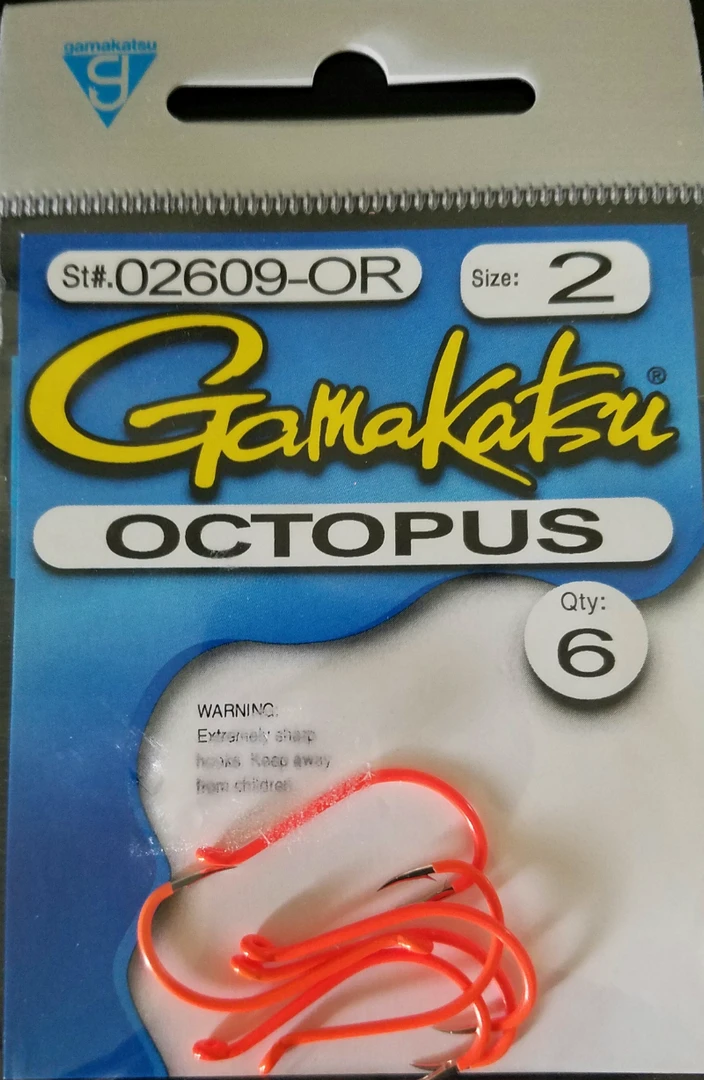 gamakatsu
St#.02609-OR
Size: 2
Gamakatsu®
OCTOPUS
Qty:
6
WARNING:
Extremely sharp
hooks. Keep away
from children.